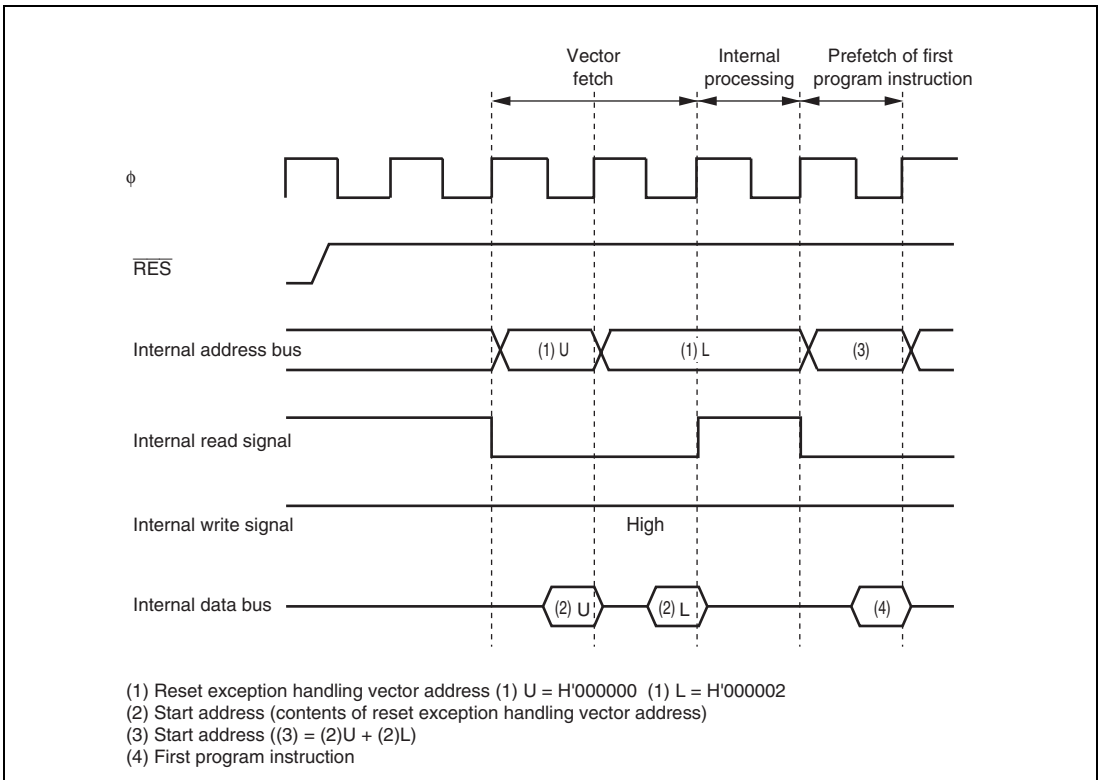 Vector fetch
Internal processing
Prefetch of first program instruction
φ
RES
Internal address bus
(1) U
(1) L
(3)
Internal read signal
Internal write signal
High
Internal data bus
(2) U
(2) L
(4)
(1) Reset exception handling vector address (1) U = H'000000 (1) L = H'000002
(2) Start address (contents of reset exception handling vector address)
(3) Start address ((3) = (2)U + (2)L)
(4) First program instruction